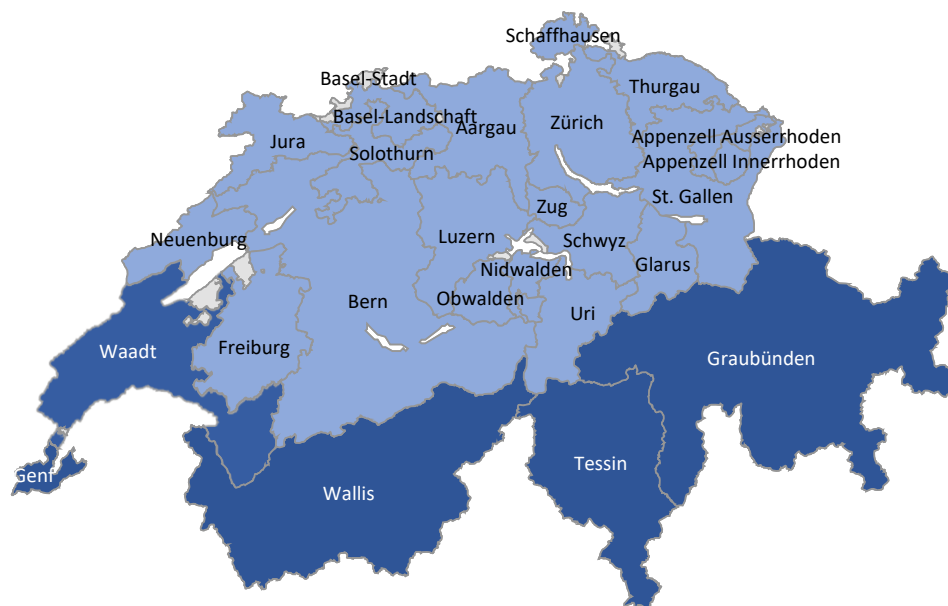 Schaffhausen
Basel-Stadt
Thurgau
Basel-Landschaft
Aargau
Zürich
Appenzell Ausserrhoden
Jura
Solothurn
Appenzell Innerrhoden
St. Gallen
Zug
Neuenburg
Luzern
Schwyz
Glarus
Nidwalden
Obwalden
Bern
Uri
Waadt
Freiburg
Graubünden
Genf
Wallis
Tessin